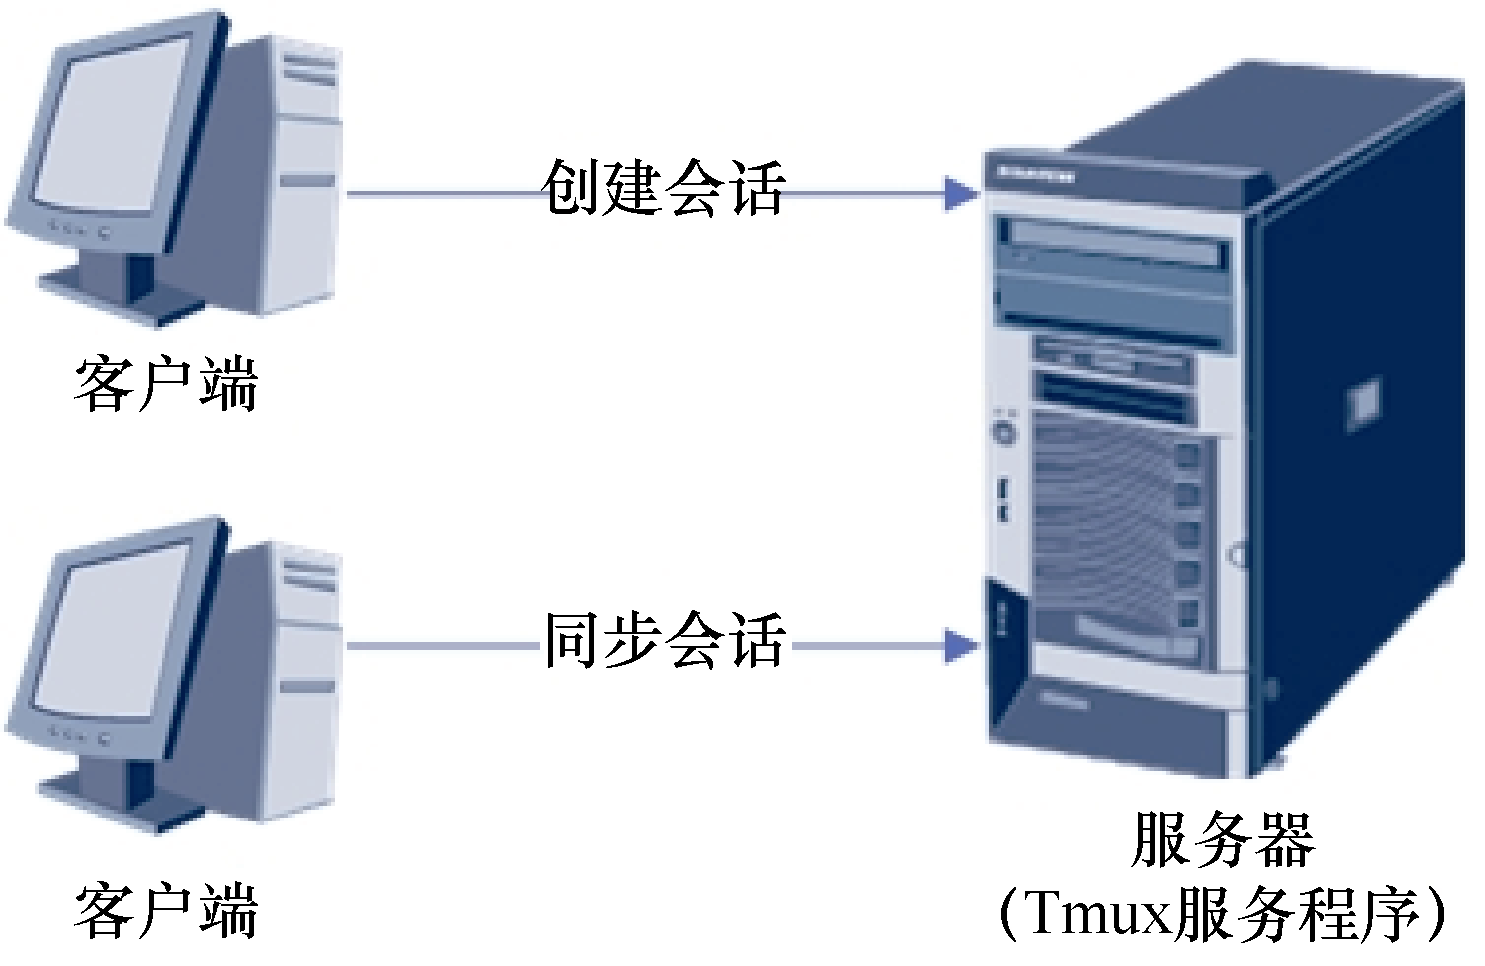 创建会话
客户端
同步会话
客户端
服务器
（Tmux服务程序）